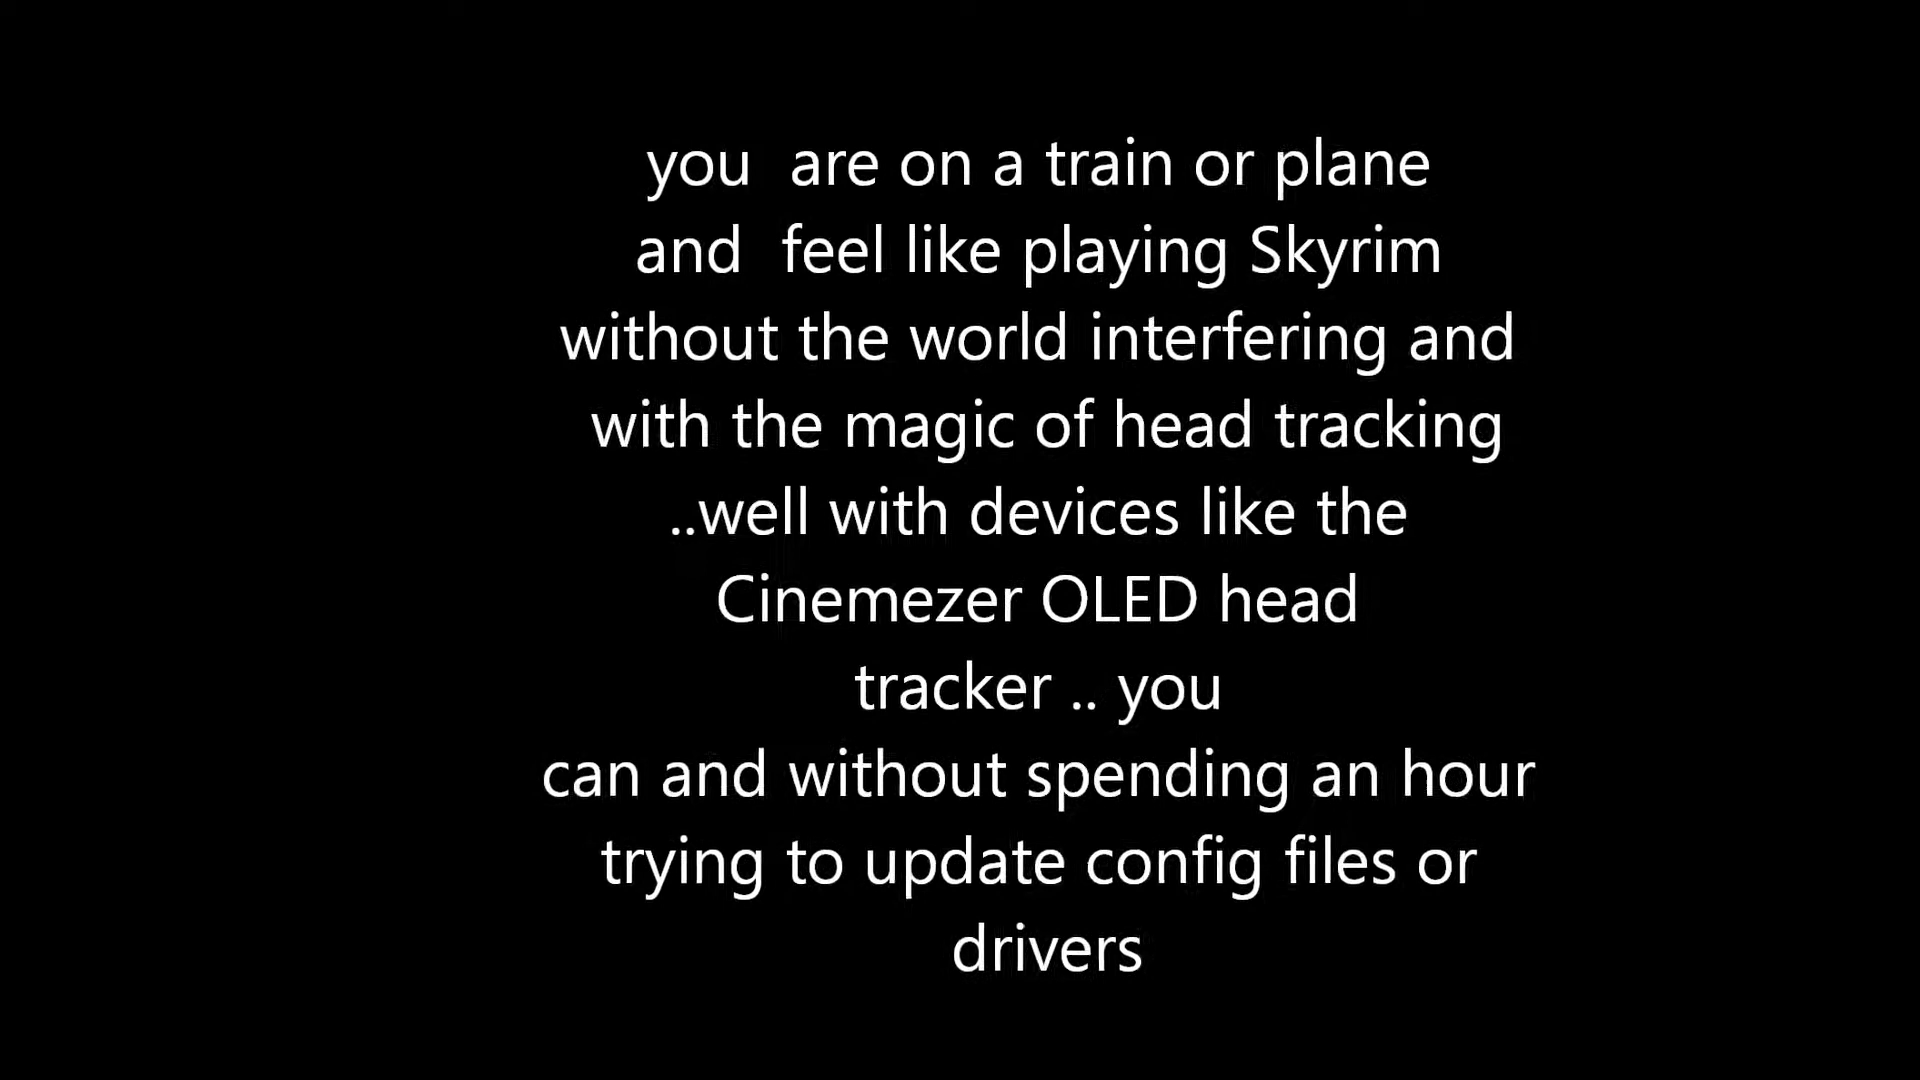 you  are on a train or plane
and  feel like playing Skyrim
without the world interfering and
with the magic of head tracking
..well with devices like the
Cinemezer OLED head
tracker .. you
can and without spending an hour
trying to update config files or
drivers